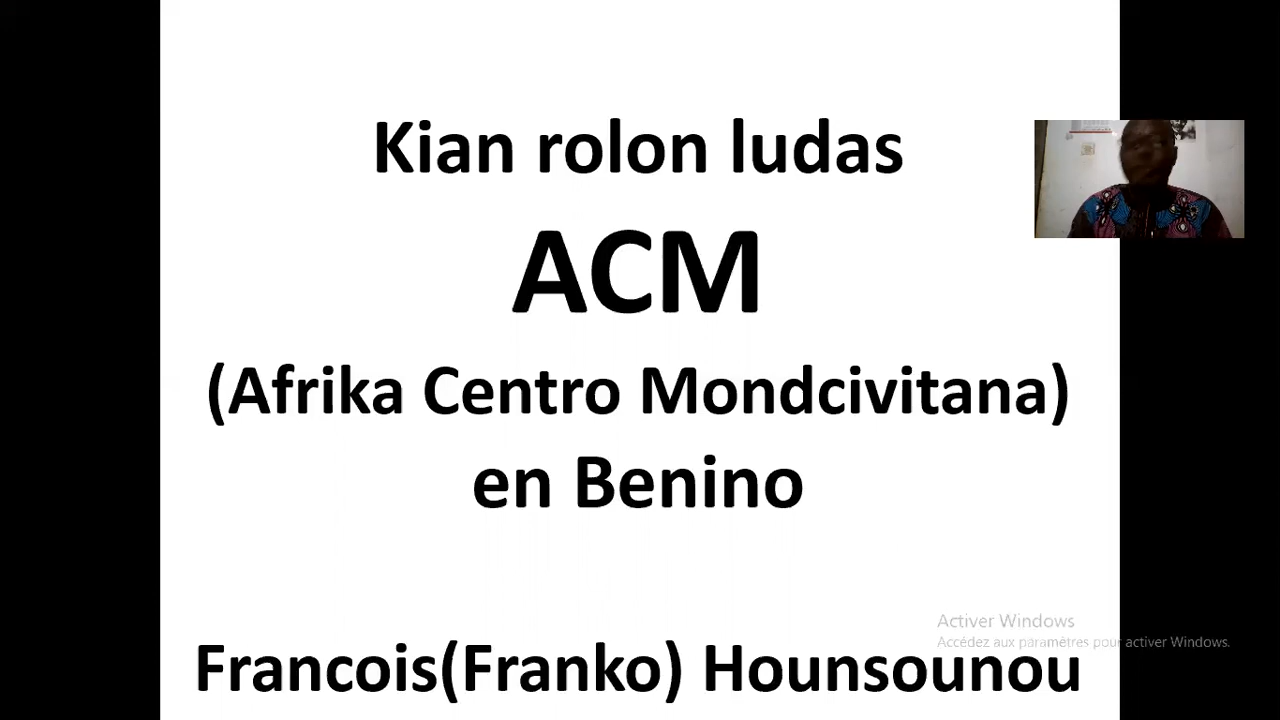 Kian rolon ludas
ACM
(Afrika Centro Mondcivitana)
en Benino
Activer Windows
Accédez aux paramètres pour activer Windows.
Francois(Franko) Hounsounou